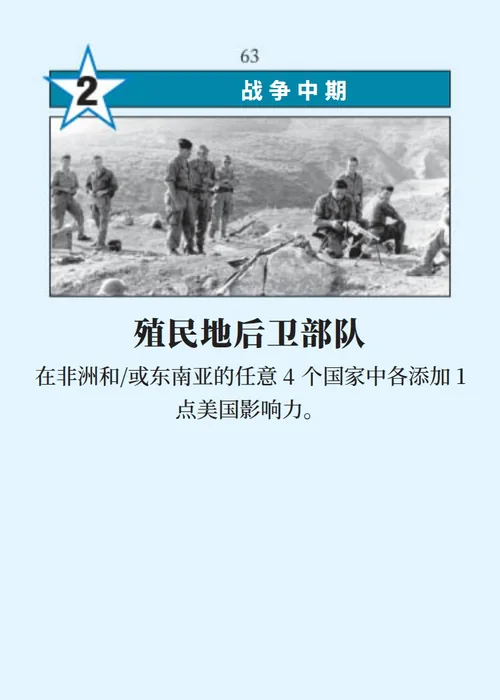 63
2
战争中期
殖民地后卫部队
在非洲和/或东南亚的任意 4 个国家中各添加 1
点美国影响力。